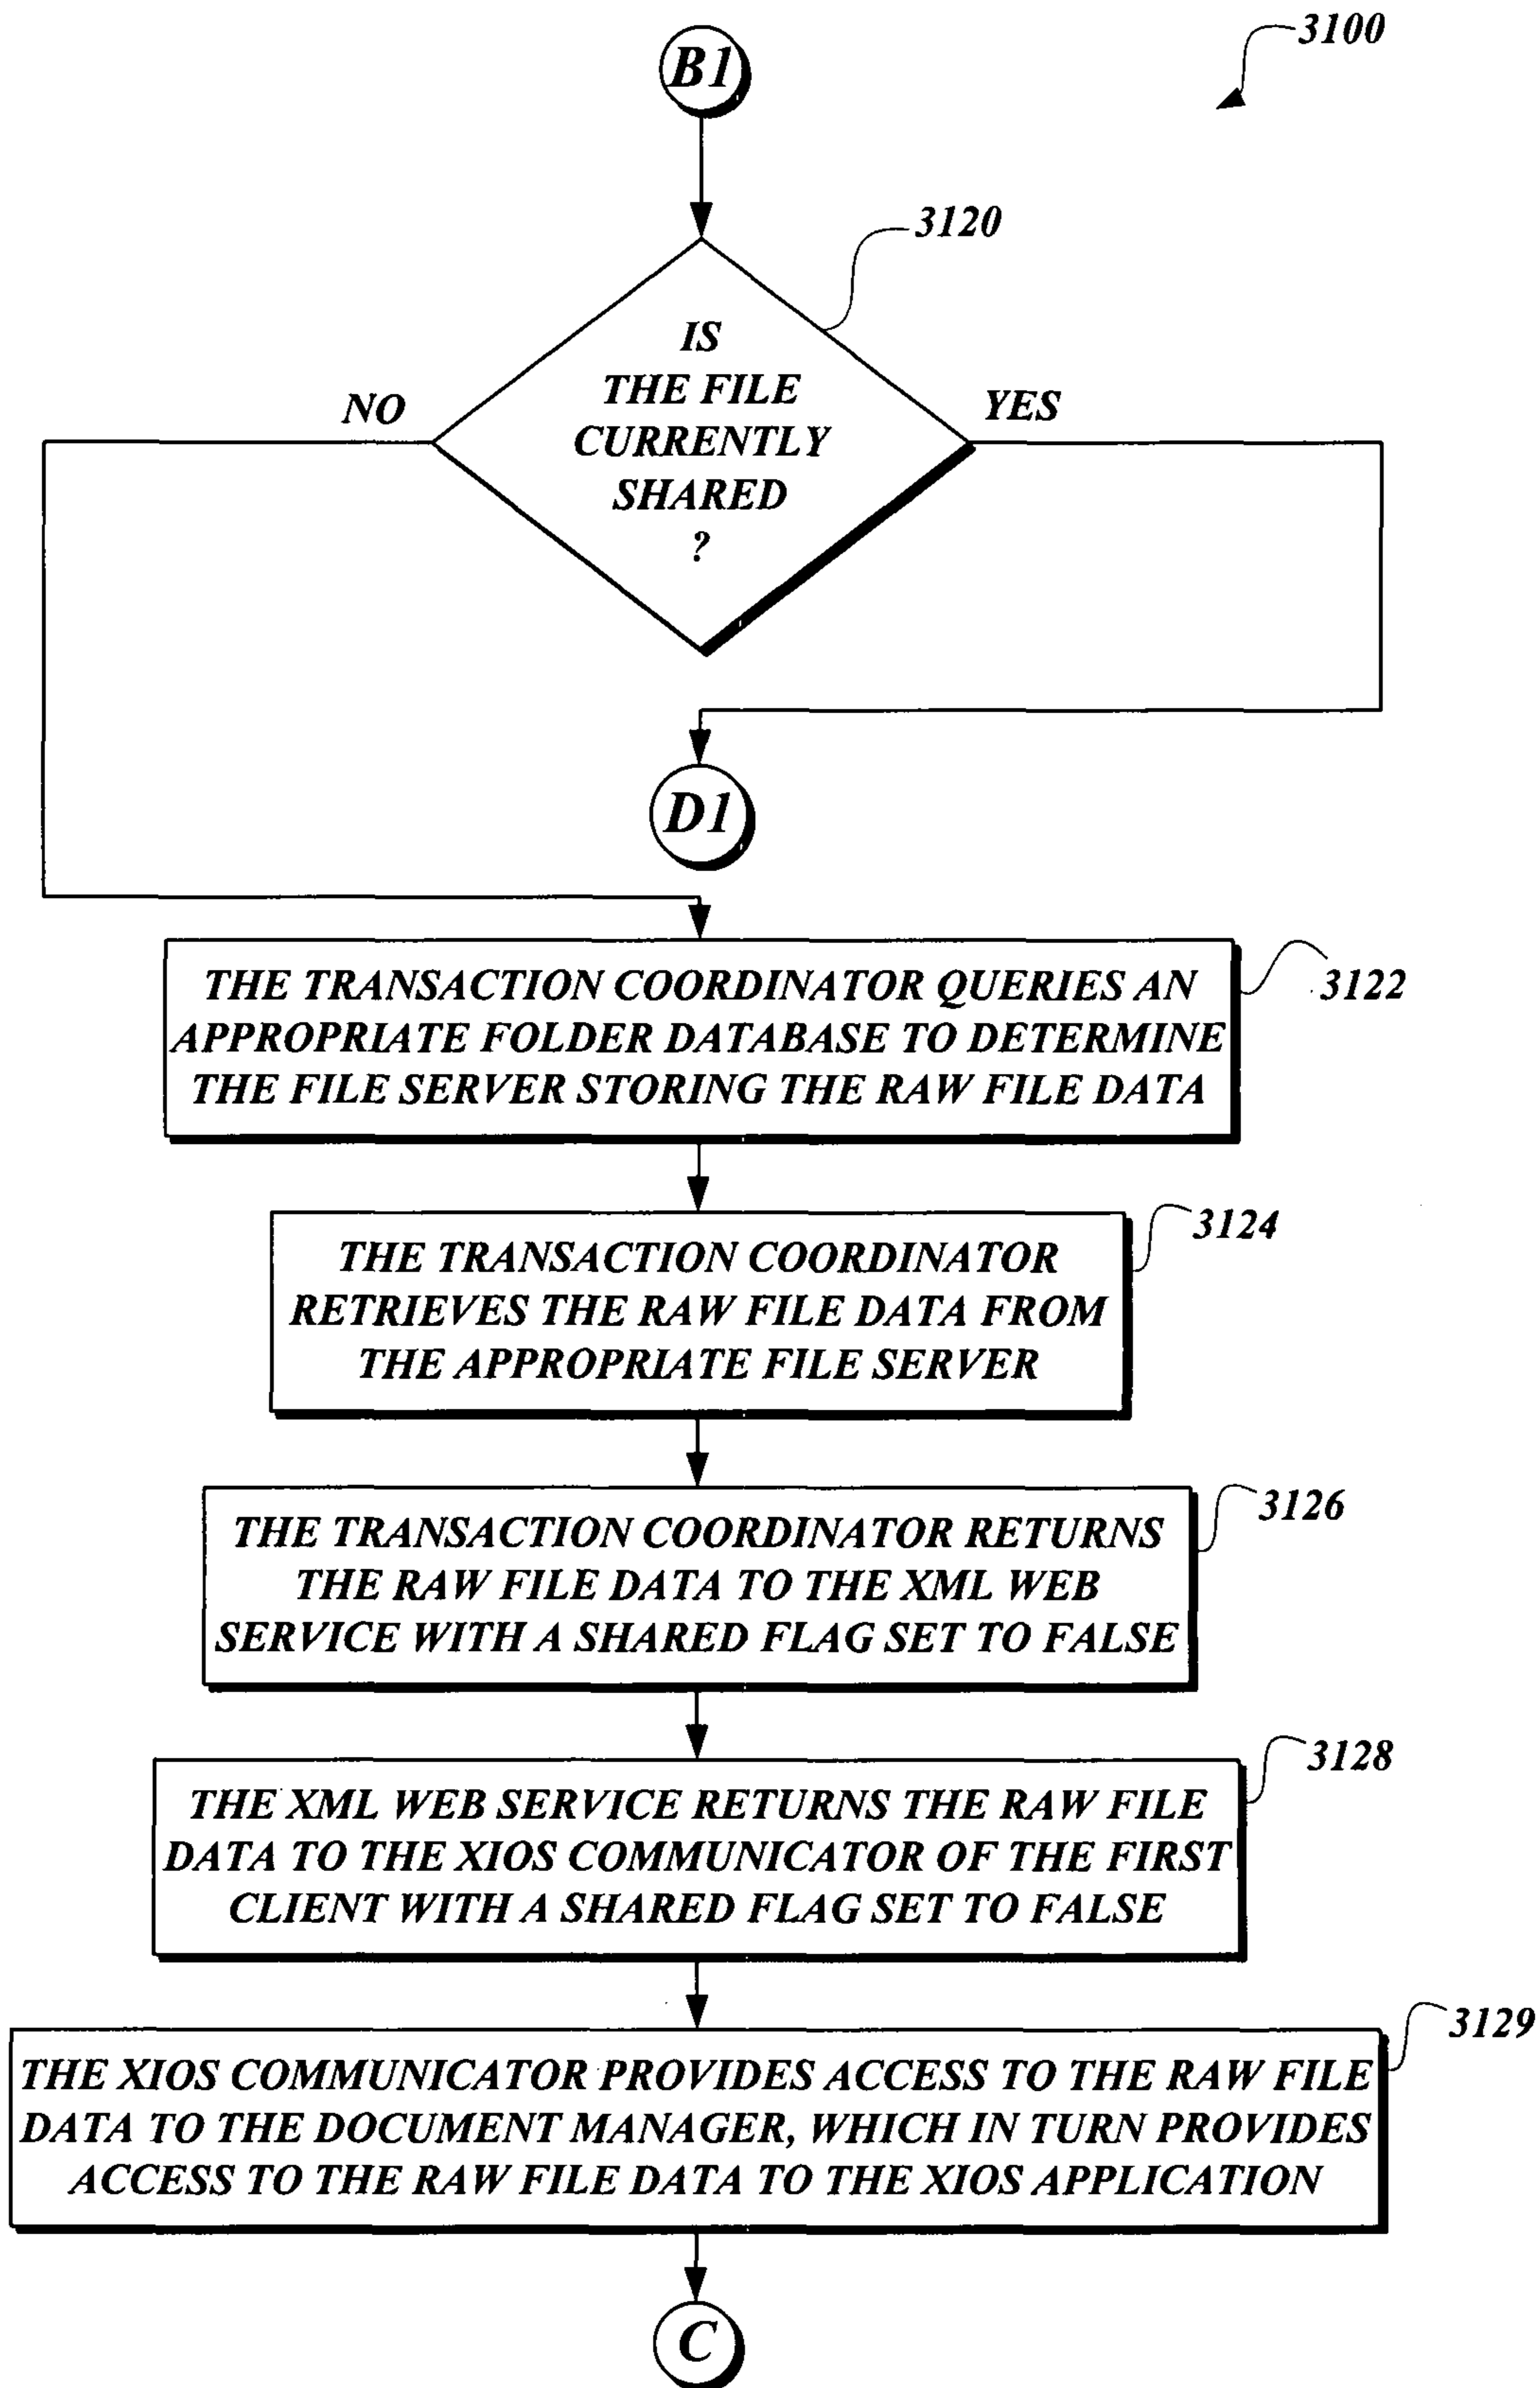 3100
B1
3120
IS
THE FILE
CURRENTLY
SHARED
?
NO
YES
D1
THE TRANSACTION COORDINATOR QUERIES AN
APPROPRIATE FOLDER DATABASE TO DETERMINE
THE FILE SERVER STORING THE RAW FILE DATA
3122
THE TRANSACTION COORDINATOR
RETRIEVES THE RAW FILE DATA FROM
THE APPROPRIATE FILE SERVER
3124
THE TRANSACTION COORDINATOR RETURNS
THE RAW FILE DATA TO THE XML WEB
SERVICE WITH A SHARED FLAG SET TO FALSE
3126
THE XML WEB SERVICE RETURNS THE RAW FILE
DATA TO THE XIOS COMMUNICATOR OF THE FIRST
CLIENT WITH A SHARED FLAG SET TO FALSE
3128
THE XIOS COMMUNICATOR PROVIDES ACCESS TO THE RAW FILE
DATA TO THE DOCUMENT MANAGER, WHICH IN TURN PROVIDES
ACCESS TO THE RAW FILE DATA TO THE XIOS APPLICATION
3129
C